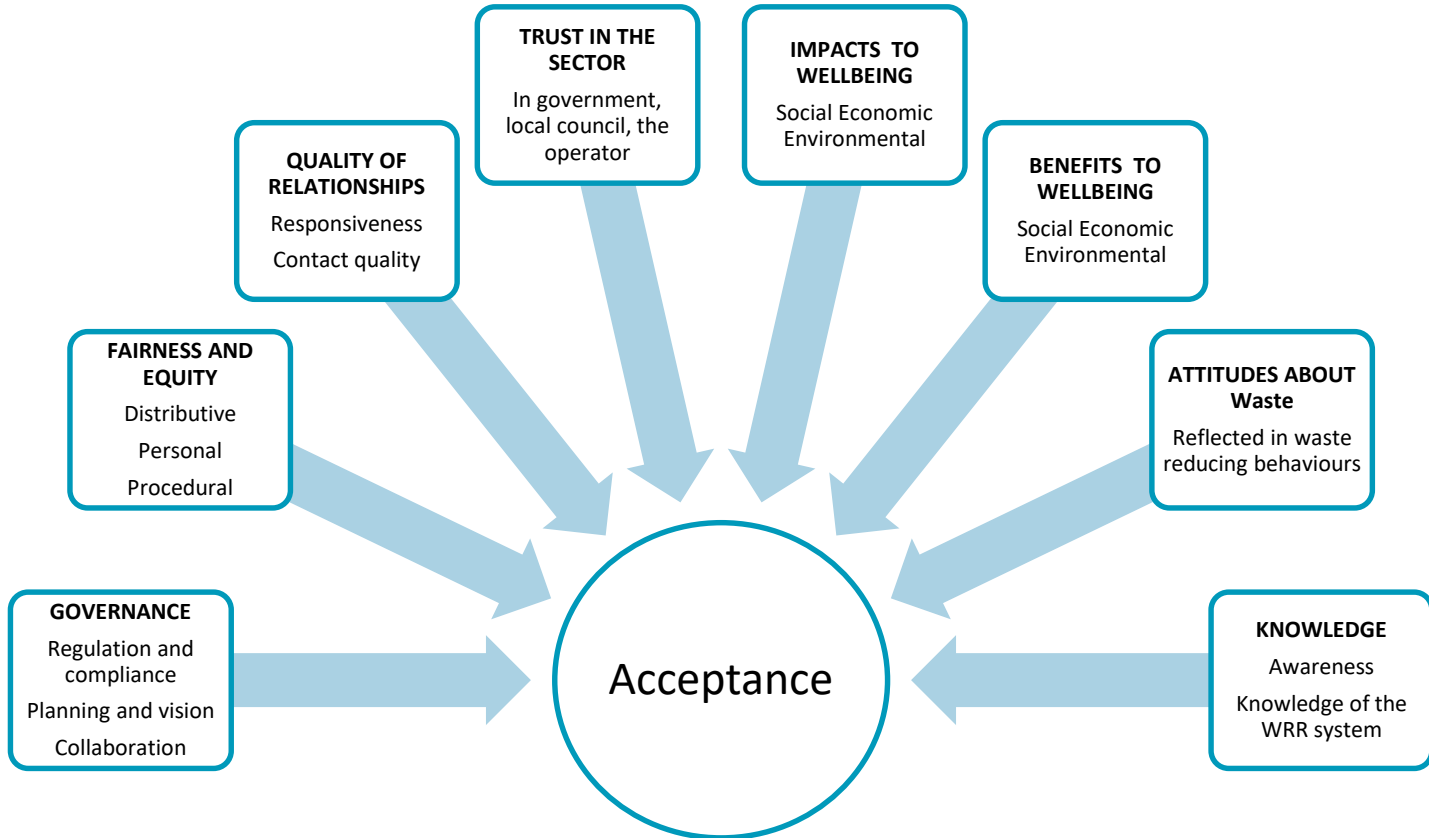 GOVERNANCE
Regulation and
compliance
Planning and vision
Collaboration
FAIRNESS AND
EQUITY
Distributive
Personal
Procedural
QUALITY OF
RELATIONSHIPS
Responsiveness
Contact quality
TRUST IN THE
SECTOR
In government,
local council, the
operator
IMPACTS TO
WELLBEING
Social Economic
Environmental
BENEFITS TO
WELLBEING
Social Economic
Environmental
ATTITUDES ABOUT
Waste
Reflected in waste
reducing behaviours
KNOWLEDGE
Awareness
Knowledge of the
WRR system
Acceptance